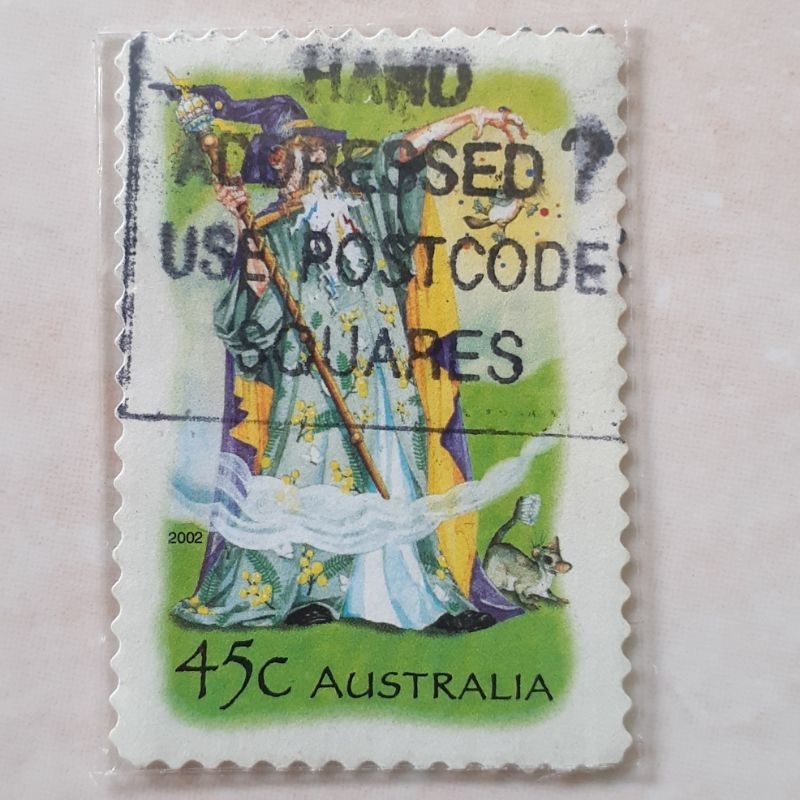 HAND
ADDRESSED?
USE POSTCODE
SQUARES
2002
45c AUSTRALIA